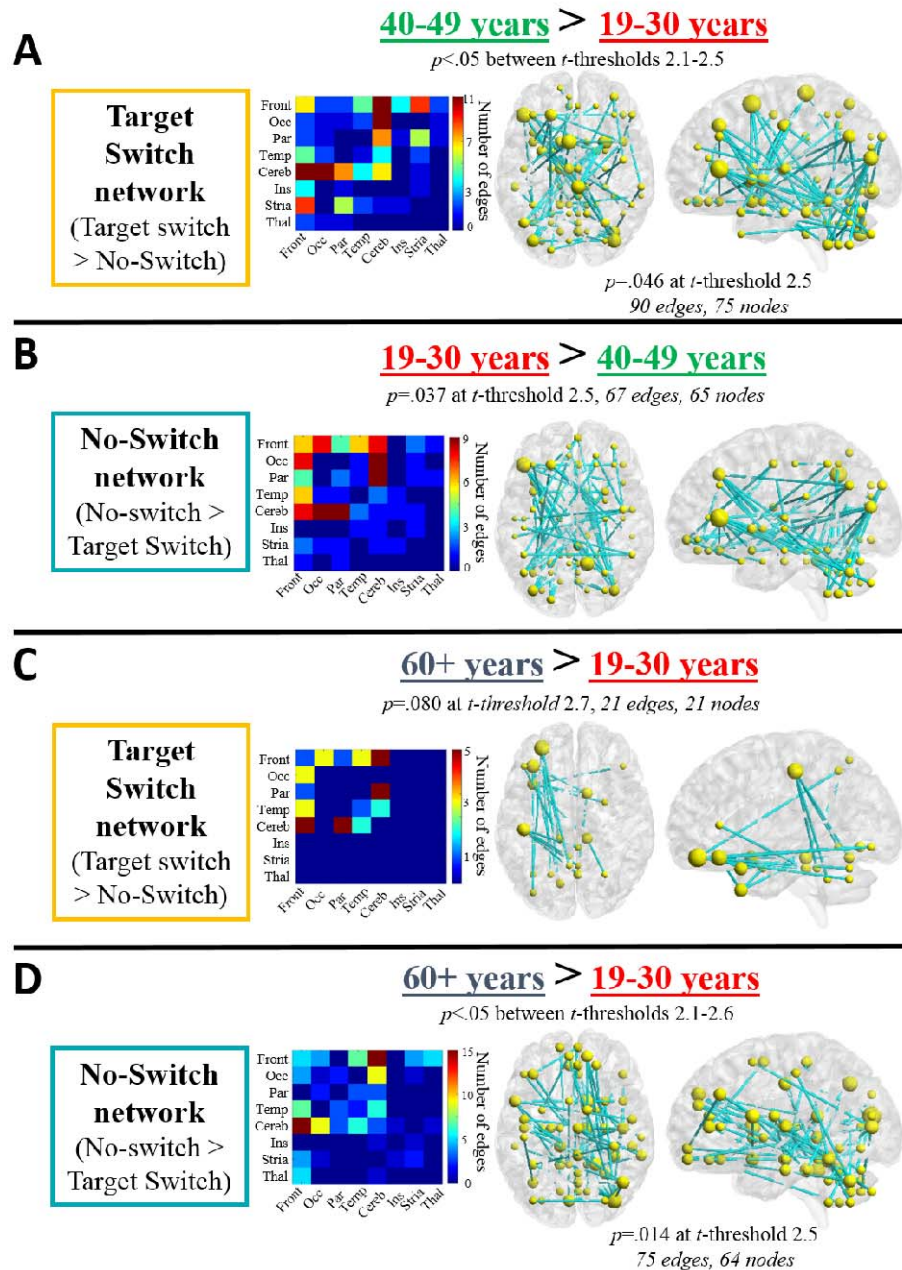 A
40-49 years > 19-30 years
p<.05 between t-thresholds 2.1-2.5
Target
Switch
network
(Target switch
> No-Switch)
Front
Occ
Par
Temp
Cereb
Ins
Stria
Thal
Front
Occ
Par
Temp
Cereb
Ins
Stria
Thal
11
7
3
0
Number of edges
p=.046 at t-threshold 2.5
90 edges, 75 nodes
B
19-30 years > 40-49 years
p=.037 at t-threshold 2.5, 67 edges, 65 nodes
No-Switch
network
(No-switch >
Target Switch)
Front
Occ
Par
Temp
Cereb
Ins
Stria
Thal
Front
Occ
Par
Temp
Cereb
Ins
Stria
Thal
9
6
3
0
Number of edges
C
60+ years > 19-30 years
p=.080 at t-threshold 2.7, 21 edges, 21 nodes
Target
Switch
network
(Target switch
> No-Switch)
Front
Occ
Par
Temp
Cereb
Ins
Stria
Thal
Front
Occ
Par
Temp
Cereb
Ins
Stria
Thal
5
4
3
2
1
0
Number of edges
D
60+ years > 19-30 years
p<.05 between t-thresholds 2.1-2.6
No-Switch
network
(No-switch >
Target Switch)
Front
Occ
Par
Temp
Cereb
Ins
Stria
Thal
Front
Occ
Par
Temp
Cereb
Ins
Stria
Thal
15
12
9
6
3
0
Number of edges
p=.014 at t-threshold 2.5
75 edges, 64 nodes